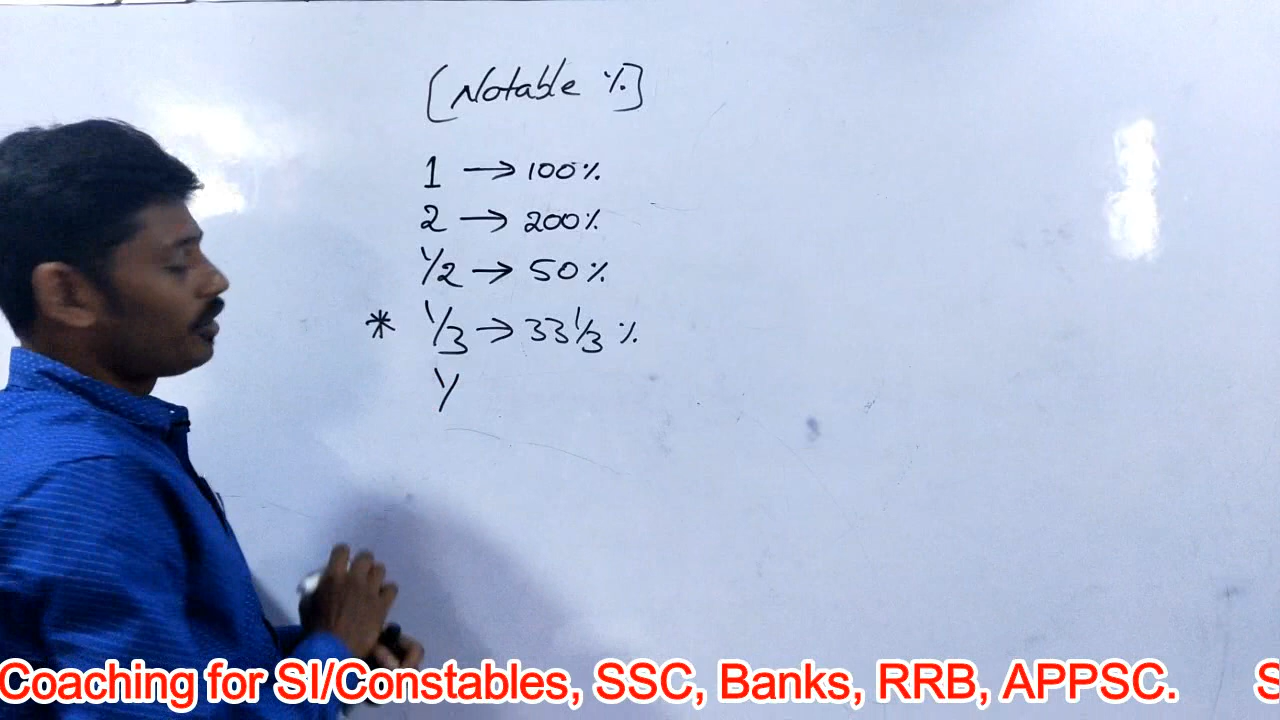 [Notable %]
1 → 100%
2 → 200%
1/2 → 50%
* 1/3 → 33 1/3 %
1/
Coaching for SI/Constables, SSC, Banks, RRB, APPSC. S